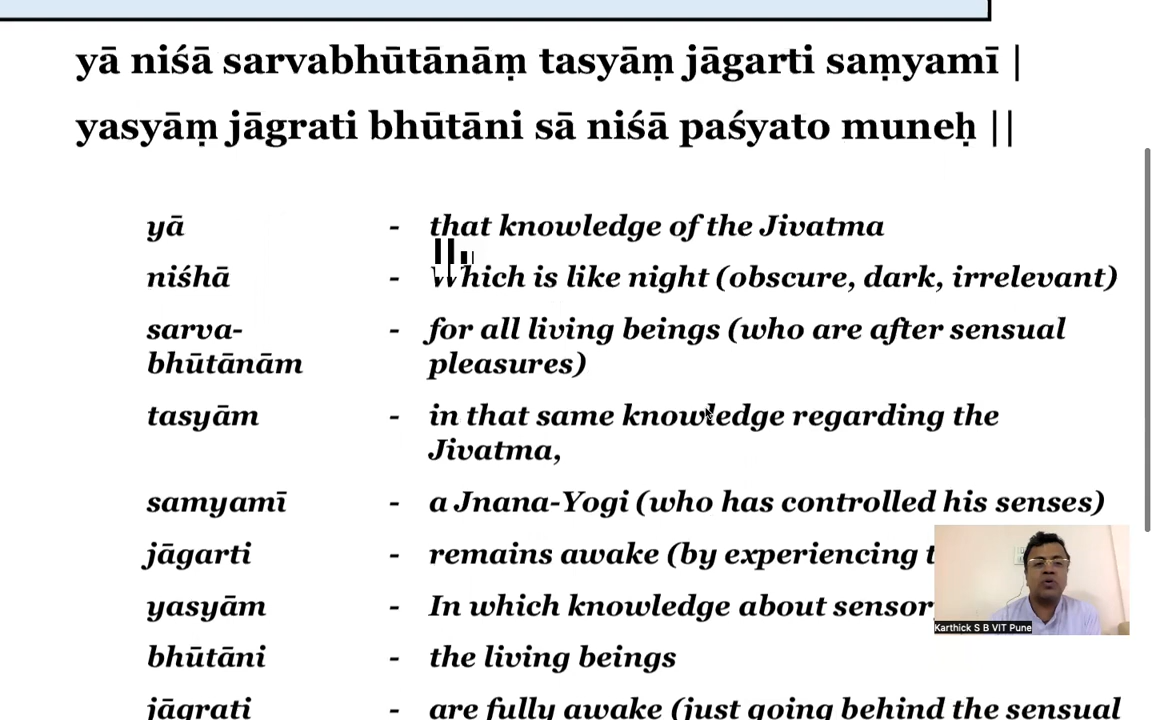 yā niśā sarvabhūtānāṃ tasyāṃ jāgarti saṃyamī |
yasyāṃ jāgrati bhūtāni sā niśā paśyato muneḥ ||
yā - that knowledge of the Jivatma
niśhā - Which is like night (obscure, dark, irrelevant)
sarva- - for all living beings (who are after sensual
bhūtānām pleasures)
tasyām - in that same knowledge regarding the
Jivatma,
samyamī - a Jnana-Yogi (who has controlled his senses)
jāgarti - remains awake (by experiencing
yasyām - In which knowledge about
bhūtāni - the living beings
jāgrati - are fully awake (just going behind the sensual
Karthick S B VIT Pune